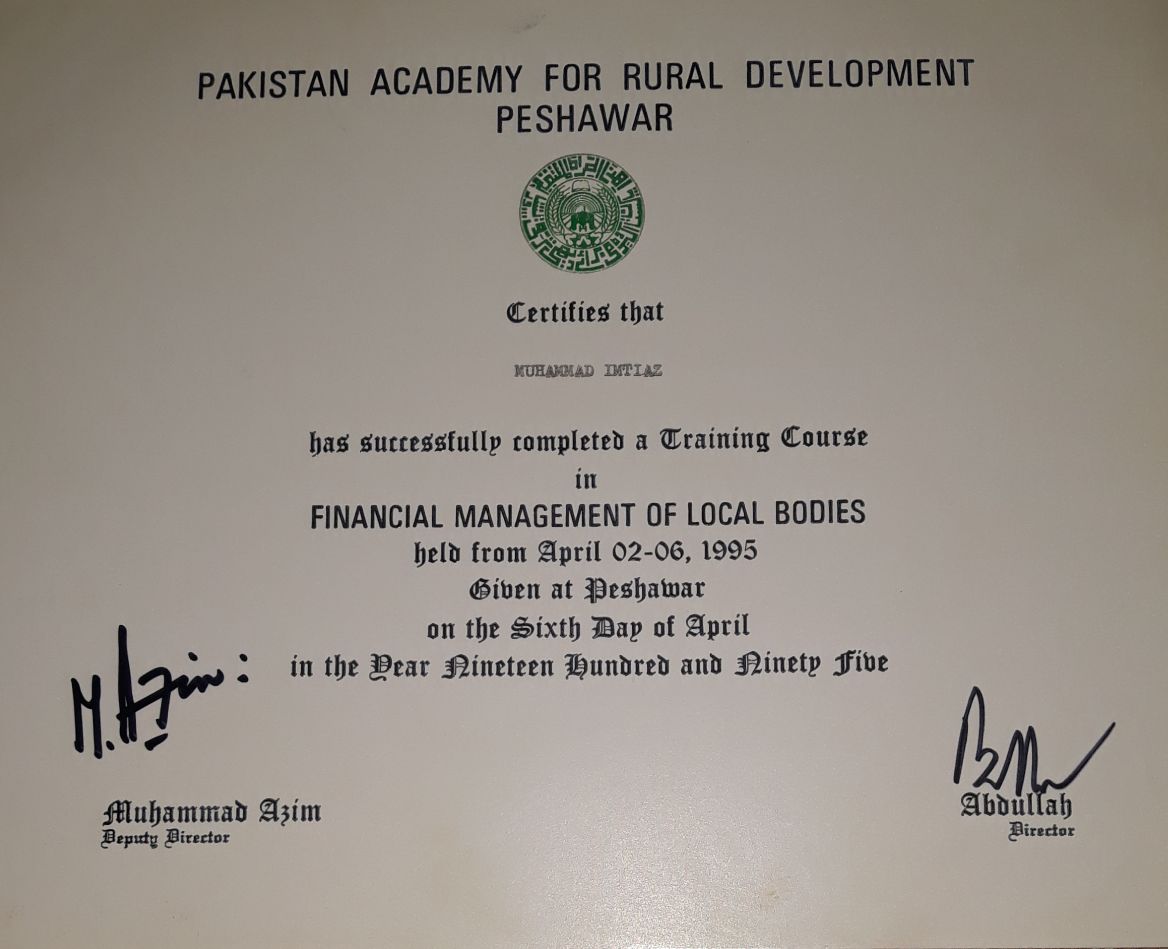 PAKISTAN ACADEMY FOR RURAL DEVELOPMENT
PESHAWAR
Certifies that
MUHAMMAD IMTIAZ
has successfully completed a Training Course
in
FINANCIAL MANAGEMENT OF LOCAL BODIES
held from April 02-06, 1995
Given at Peshawar
on the Sixth Day of April
in the Year Nineteen Hundred and Ninety Five
M. Azim:
Muhammad Azim
Deputy Director
Abdullah
Director